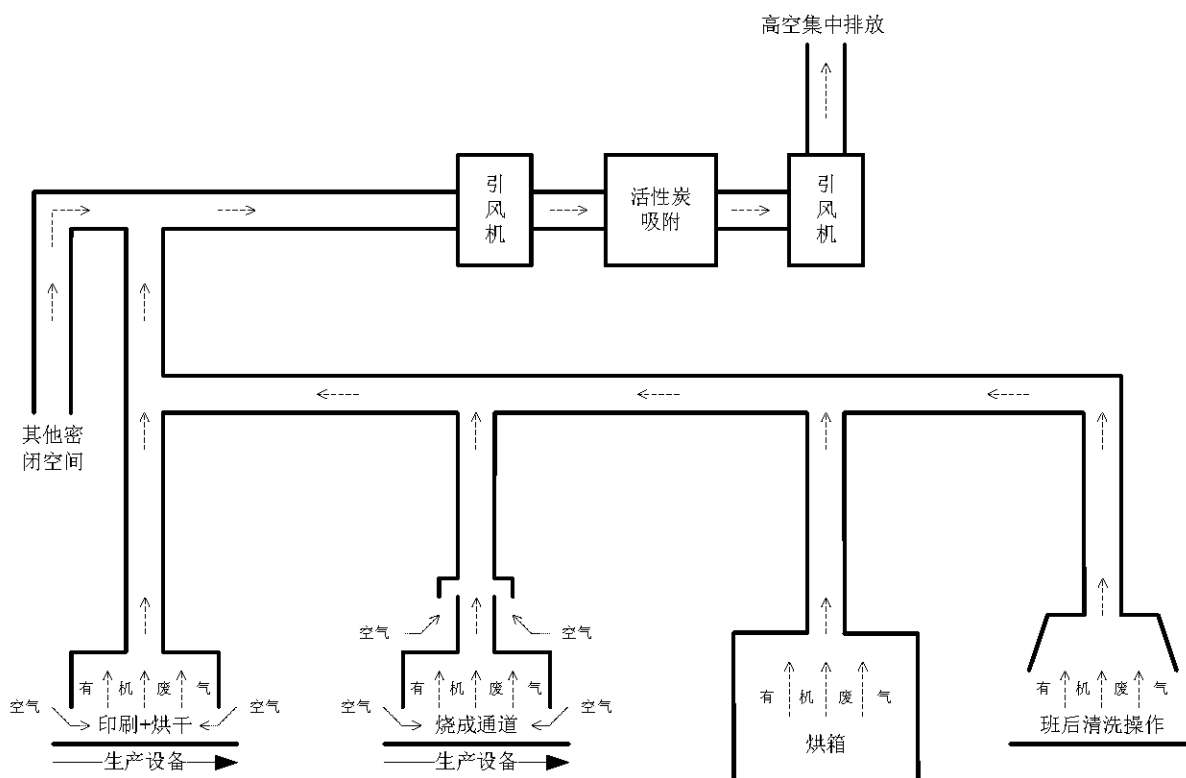 高空集中排放
引
风
机
活性炭
吸附
引
风
机
其他密
闭空间
空气
空气
有 机 废 气
空气
印刷+烘干
空气
生产设备
有 机 废 气
空气
烧成通道
空气
生产设备
有 机 废 气
烘箱
有 机 废 气
班后清洗操作